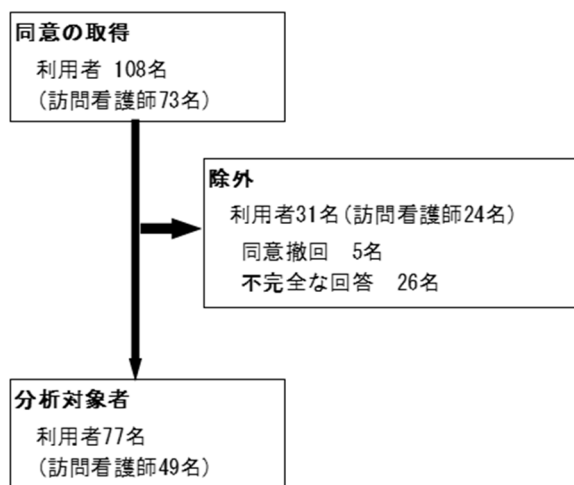 同意の取得
利用者 108名
(訪問看護師73名)
除外
利用者31名(訪問看護師24名)
同意撤回 5名
不完全な回答 26名
分析対象者
利用者77名
(訪問看護師49名)